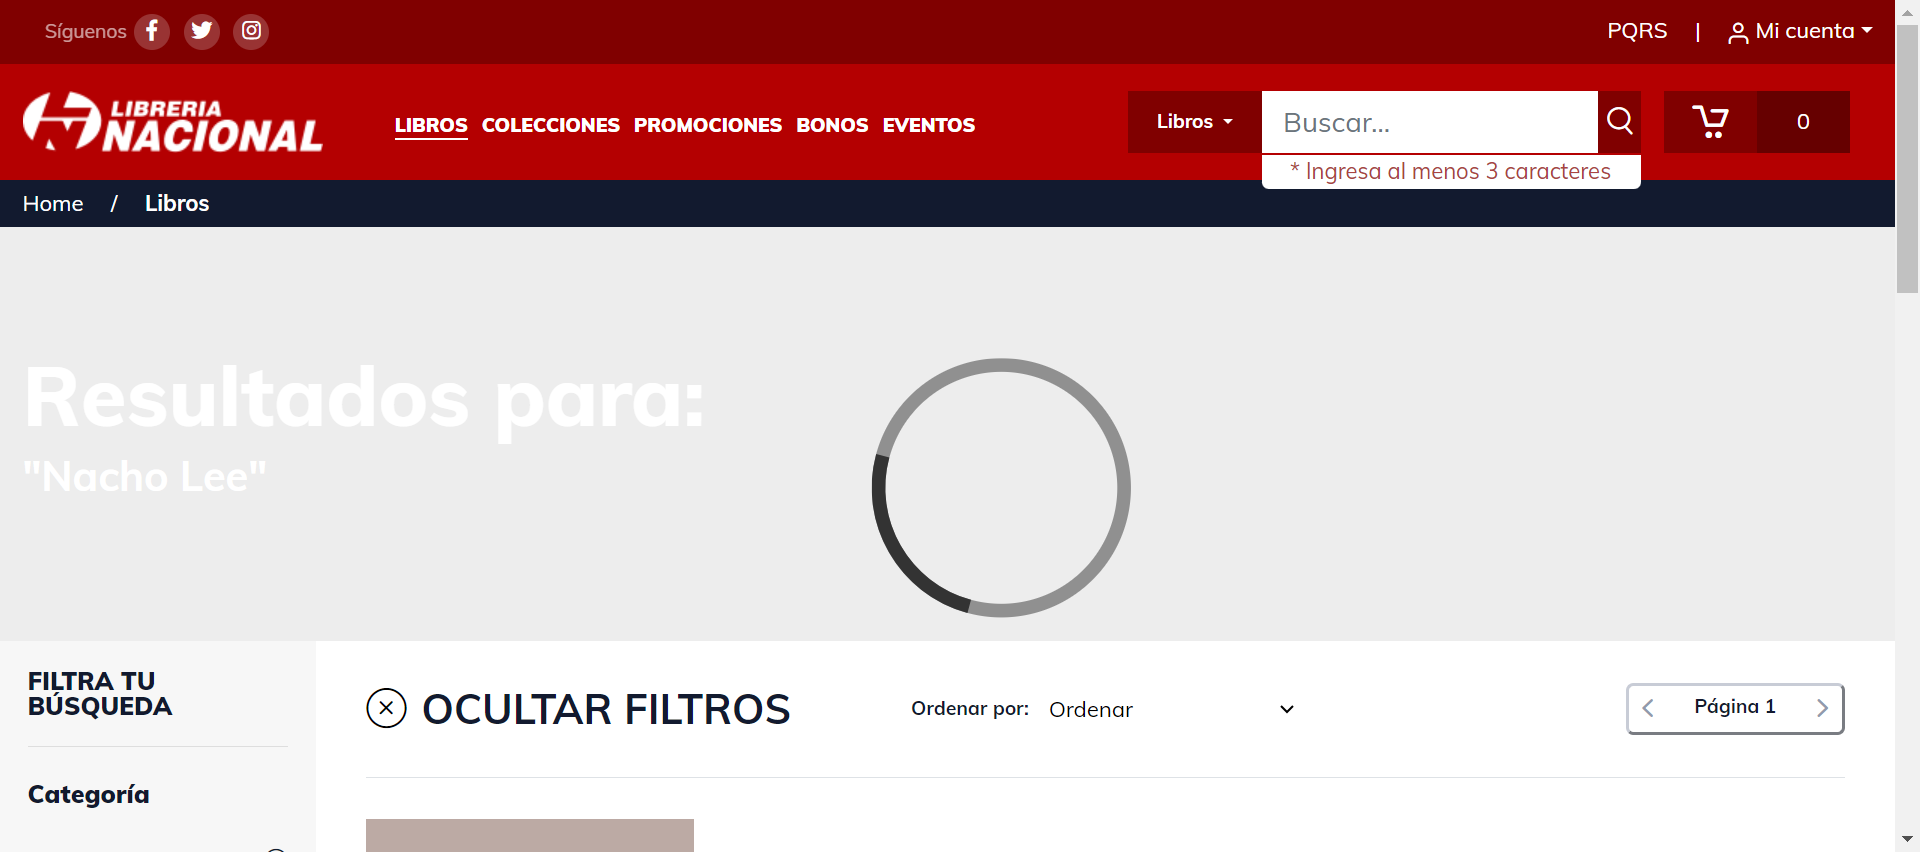 Síguenos
PQRS | Mi cuenta
LIBRERIA
NACIONAL
LIBROS COLECCIONES PROMOCIONES BONOS EVENTOS
Libros
Buscar...
0
* Ingresa al menos 3 caracteres
Home / Libros
Resultados para:
"Nacho Lee"
FILTRA TU
BÚSQUEDA
OCULTAR FILTROS
Ordenar por: Ordenar
Página 1
Categoría